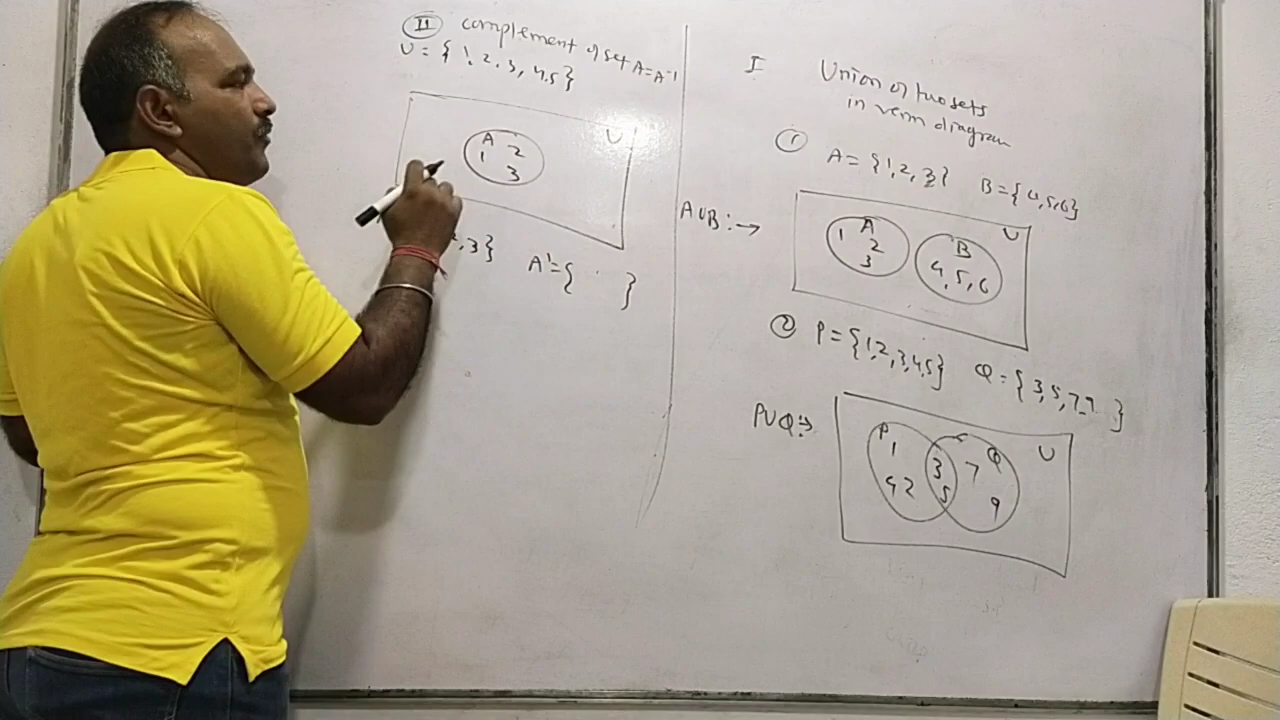 II complement of set A = A⁻¹
U = { 1, 2, 3, 4, 5 }
U
A 2
1
3
2, 3 } A' = { }
I Union of two sets
in venn diagram
1 A = { 1, 2, 3 } B = { 4, 5, 6 }
A ∪ B :→
U
1 A
2
3
B
4, 5, 6
2 P = { 1, 2, 3, 4, 5 } Q = { 3, 5, 7, 9 }
P ∪ Q :→
U
P
1
4 2
3
5
7 Q
9